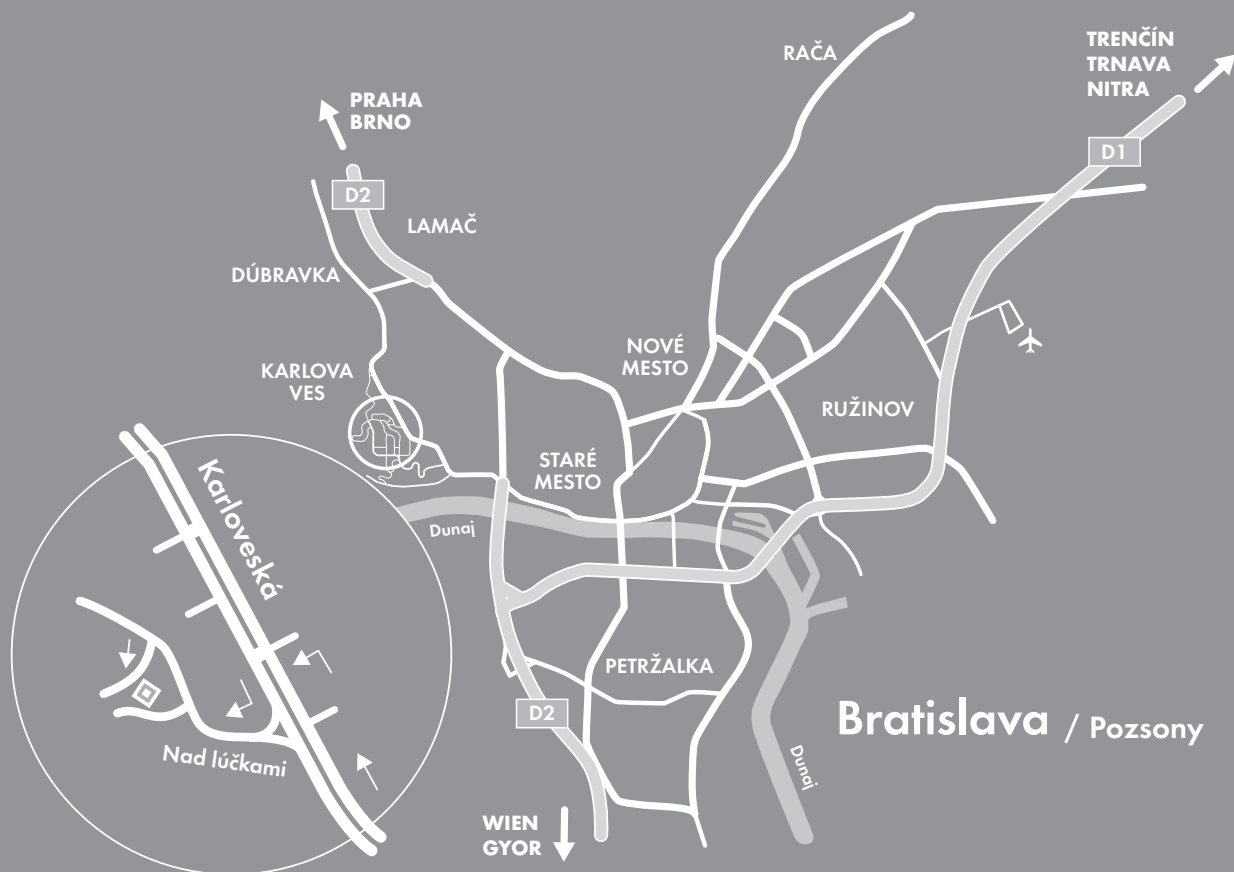 RAČA
TRENČÍN
TRNAVA
NITRA
PRAHA
BRNO
D1
D2
LAMAČ
DÚBRAVKA
NOVÉ
MESTO
KARLOVA
VES
RUŽINOV
STARÉ
MESTO
Karloveská
Dunaj
PETRŽALKA
D2
Bratislava / Pozsony
Nad lúčkami
Dunaj
WIEN
GYOR